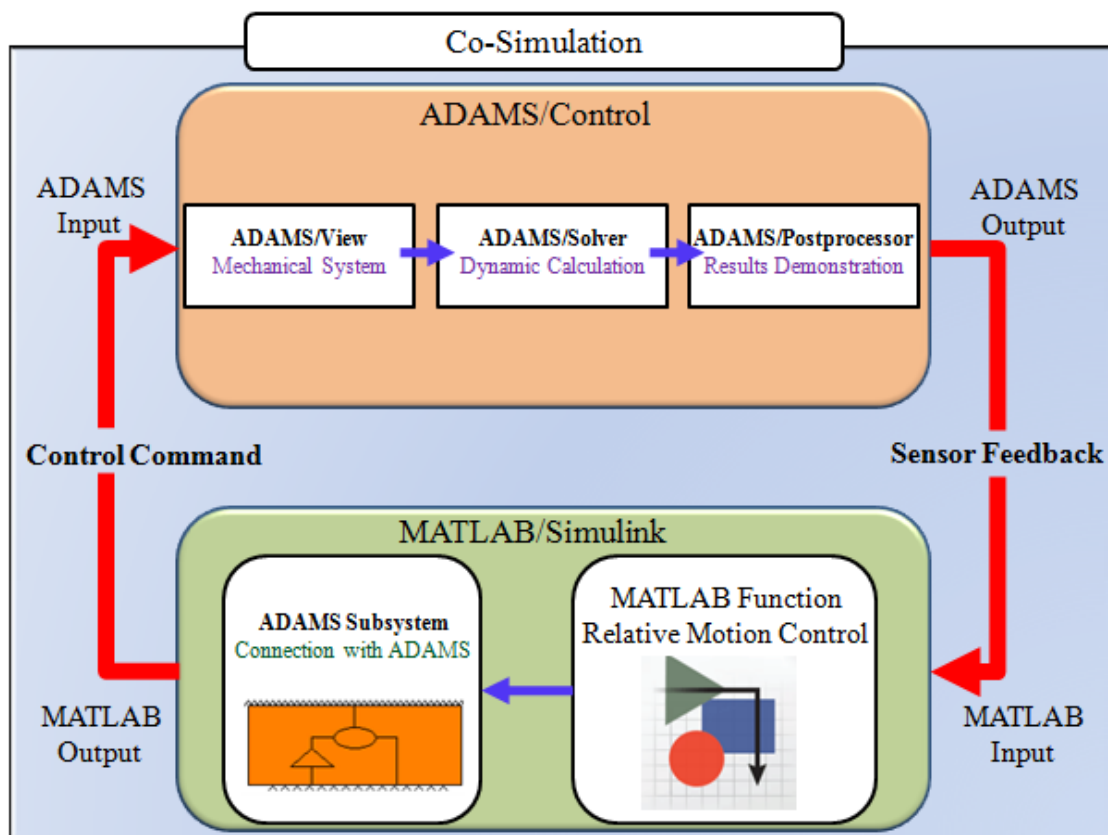 Co-Simulation
ADAMS/Control
ADAMS
Input
ADAMS
Output
ADAMS/View
Mechanical System
ADAMS/Solver
Dynamic Calculation
ADAMS/Postprocessor
Results Demonstration
Control Command
Sensor Feedback
MATLAB/Simulink
ADAMS Subsystem
Connection with ADAMS
MATLAB Function
Relative Motion Control
MATLAB
Output
MATLAB
Input